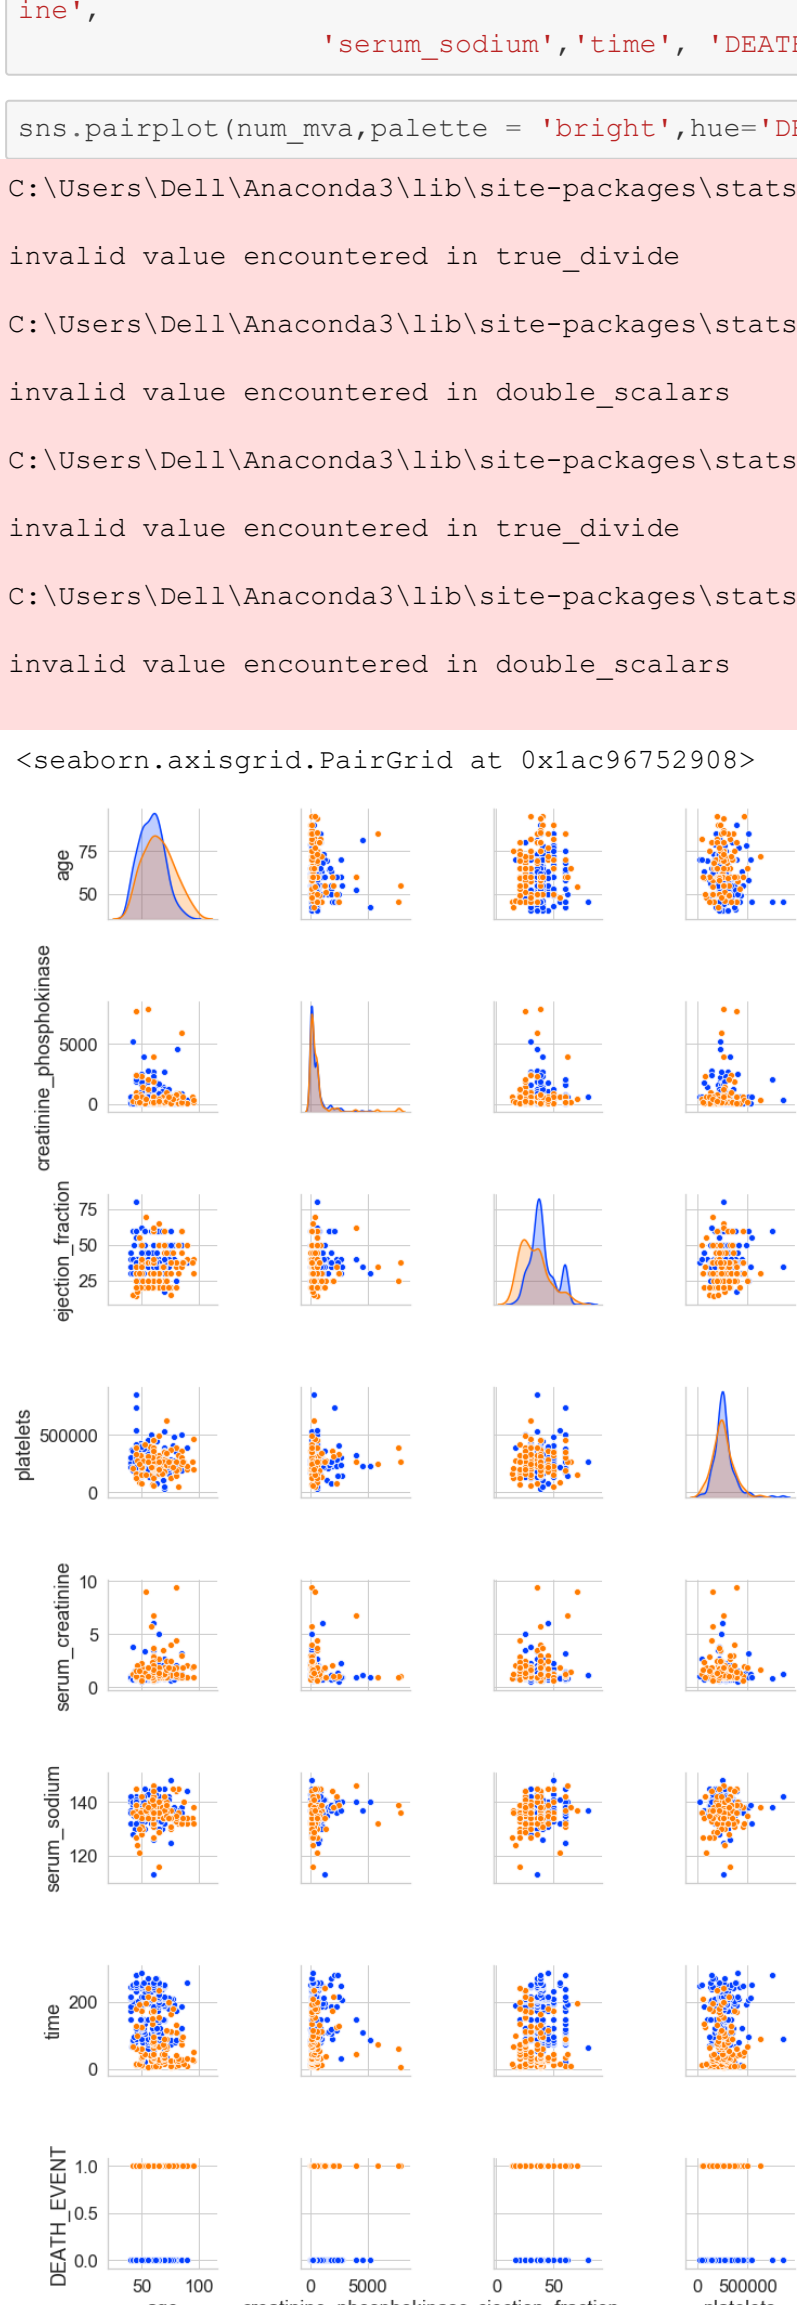 ine',
'serum_sodium','time', 'DEATH
sns.pairplot(num_mva,palette = 'bright',hue='DE
C:\Users\Dell\Anaconda3\lib\site-packages\stats
invalid value encountered in true_divide
C:\Users\Dell\Anaconda3\lib\site-packages\stats
invalid value encountered in double_scalars
C:\Users\Dell\Anaconda3\lib\site-packages\stats
invalid value encountered in true_divide
C:\Users\Dell\Anaconda3\lib\site-packages\stats
invalid value encountered in double_scalars
<seaborn.axisgrid.PairGrid at 0x1ac96752908>
age
75
50
creatinine_phosphokinase
5000
0
ejection_fraction
75
50
25
platelets
500000
0
serum_creatinine
10
5
0
serum_sodium
140
120
time
200
0
DEATH_EVENT
1.0
0.5
0.0
50 100 0 5000 0 50 0 500000
age creatinine_phosphokinase ejection_fraction platelets